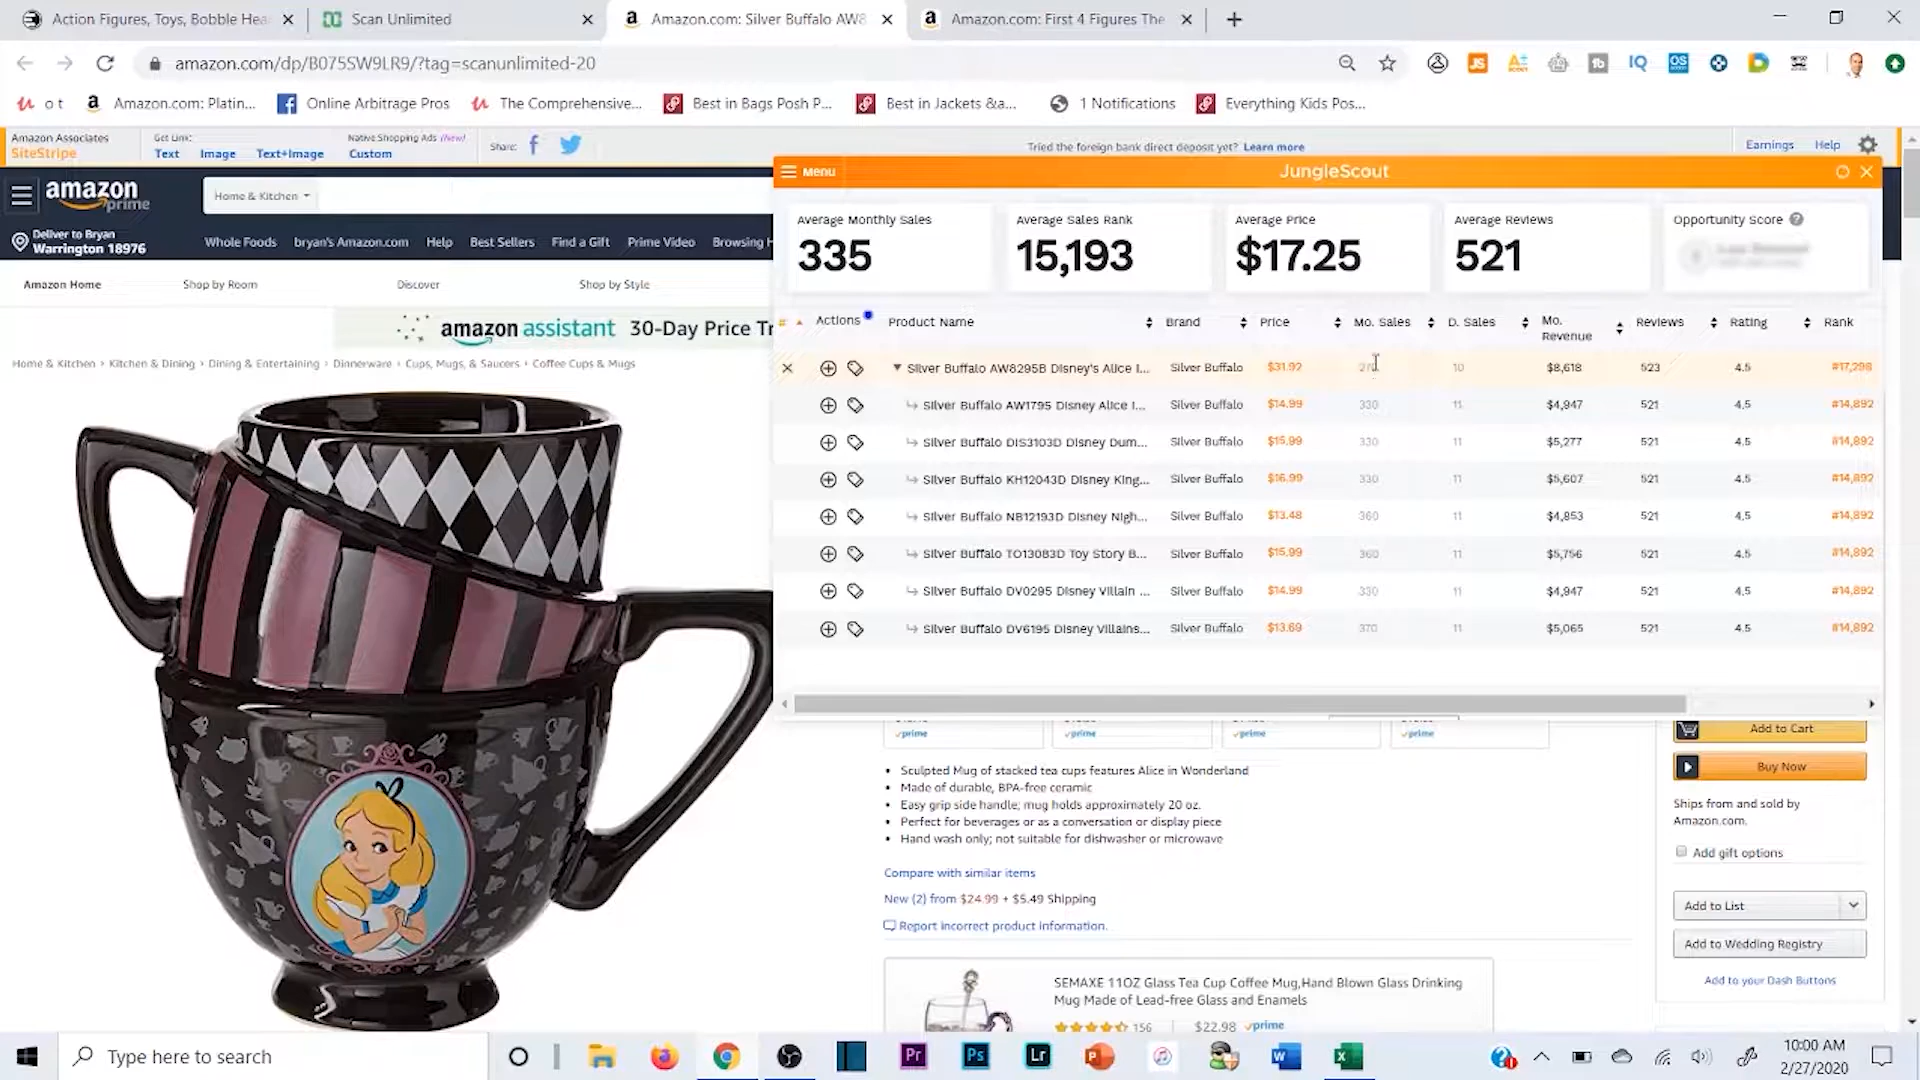 Action Figures, Toys, Bobble Hea
Scan Unlimited
Amazon.com: Silver Buffalo AW8
Amazon.com: First 4 Figures The
amazon.com/dp/B075SW9LR9/?tag=scanunlimited-20
o t
Amazon.com: Platin...
Online Arbitrage Pros
The Comprehensive...
Best in Bags Posh P...
Best in Jackets &a...
1 Notifications
Everything Kids Pos...
Amazon Associates
SiteStripe
Get Link:
Text Image Text+Image
Native Shopping Ads (New)
Custom
Share:
Tried the foreign bank direct deposit yet? Learn more
Earnings Help
amazon prime
Home & Kitchen
Deliver to Bryan
Warrington 18976
Whole Foods bryan's Amazon.com Help Best Sellers Find a Gift Prime Video Browsing H
Amazon Home Shop by Room Discover Shop by Style
amazon assistant 30-Day Price Tr
Home & Kitchen › Kitchen & Dining › Dining & Entertaining › Dinnerware › Cups, Mugs, & Saucers › Coffee Cups & Mugs
Menu
JungleScout
Average Monthly Sales
335
Average Sales Rank
15,193
Average Price
$17.25
Average Reviews
521
Opportunity Score
# Actions Product Name Brand Price Mo. Sales D. Sales Mo. Revenue Reviews Rating Rank
Silver Buffalo AW8295B Disney's Alice I... Silver Buffalo $31.92 10 $8,618 523 4.5 #17,298
Silver Buffalo AW1795 Disney Alice I... Silver Buffalo $14.99 330 11 $4,947 521 4.5 #14,892
Silver Buffalo DIS3103D Disney Dum... Silver Buffalo $15.99 330 11 $5,277 521 4.5 #14,892
Silver Buffalo KH12043D Disney King... Silver Buffalo $16.99 330 11 $5,607 521 4.5 #14,892
Silver Buffalo NB12193D Disney Nigh... Silver Buffalo $13.48 360 11 $4,853 521 4.5 #14,892
Silver Buffalo TO13083D Toy Story B... Silver Buffalo $15.99 360 11 $5,756 521 4.5 #14,892
Silver Buffalo DV0295 Disney Villain ... Silver Buffalo $14.99 330 11 $4,947 521 4.5 #14,892
Silver Buffalo DV6195 Disney Villains... Silver Buffalo $13.69 370 11 $5,065 521 4.5 #14,892
prime prime prime prime
Sculpted Mug of stacked tea cups features Alice in Wonderland
Made of durable, BPA-free ceramic
Easy grip side handle; mug holds approximately 20 oz.
Perfect for beverages or as a conversation or display piece
Hand wash only; not suitable for dishwasher or microwave
Compare with similar items
New (2) from $24.99 + $5.49 Shipping
Report incorrect product information.
SEMAXE 11OZ Glass Tea Cup Coffee Mug,Hand Blown Glass Drinking
Mug Made of Lead-free Glass and Enamels
156 $22.98 prime
Add to Cart
Buy Now
Ships from and sold by
Amazon.com.
Add gift options
Add to List
Add to Wedding Registry
Add to your Dash Buttons
Type here to search
10:00 AM
2/27/2020